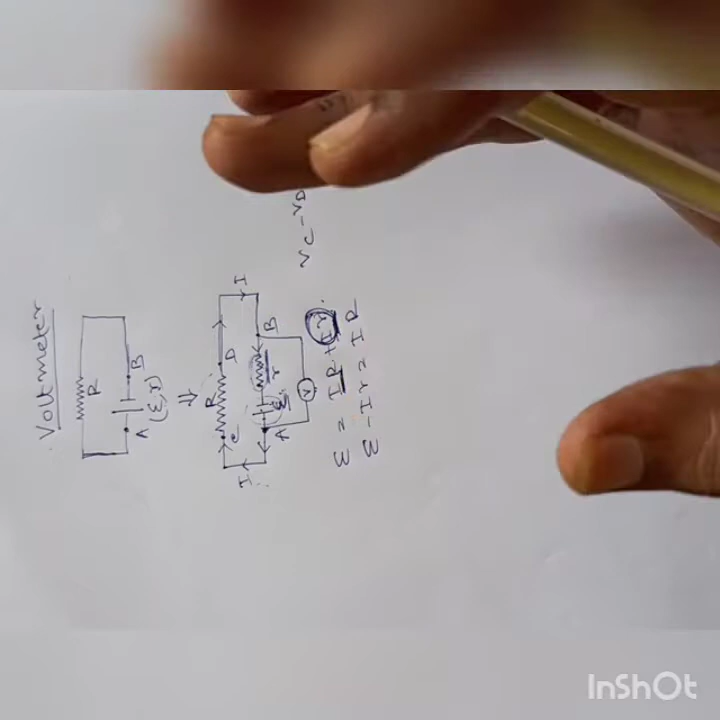 Voltmeter
R
A B
(ε, r)
⇓
R
C D
I I
ε r
A B
V
ε = IR + Ir.
ε - Ir = IR
VC - VD
InShOt